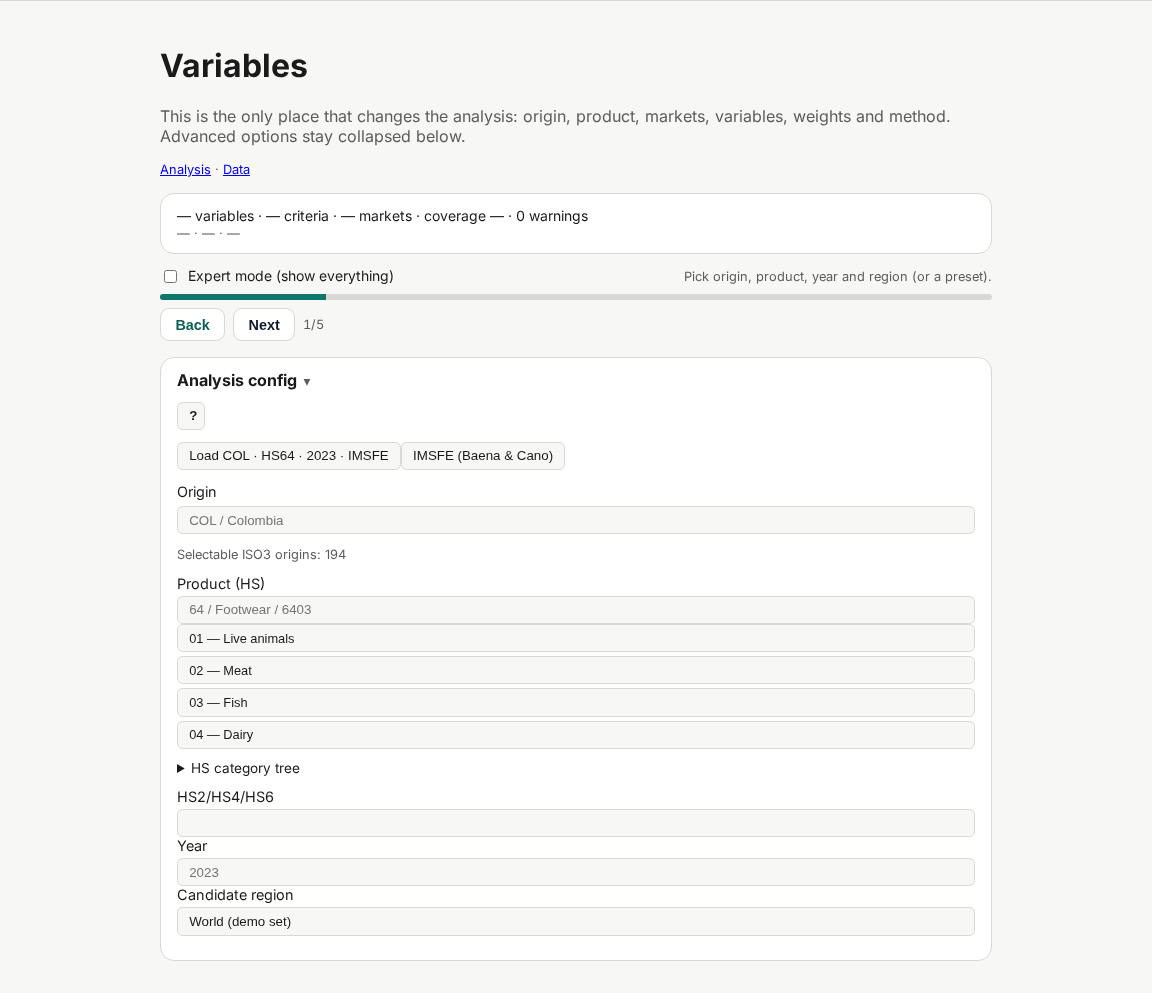 Variables
This is the only place that changes the analysis: origin, product, markets, variables, weights and method.
Advanced options stay collapsed below.
Analysis · Data
— variables · — criteria · — markets · coverage — · 0 warnings
— · — · —
Expert mode (show everything)
Pick origin, product, year and region (or a preset).
Back Next 1/5
Analysis config ▼
?
Load COL · HS64 · 2023 · IMSFE IMSFE (Baena & Cano)
Origin
COL / Colombia
Selectable ISO3 origins: 194
Product (HS)
64 / Footwear / 6403
01 — Live animals
02 — Meat
03 — Fish
04 — Dairy
▶ HS category tree
HS2/HS4/HS6
Year
2023
Candidate region
World (demo set)